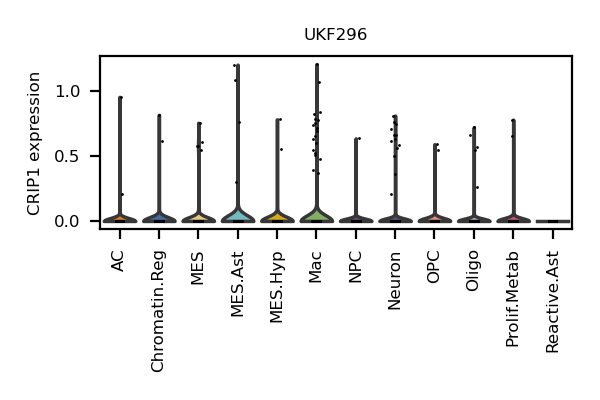 UKF296
CRIP1 expression
1.0
0.5
0.0
AC
Chromatin.Reg
MES
MES.Ast
MES.Hyp
Mac
NPC
Neuron
OPC
Oligo
Prolif.Metab
Reactive.Ast